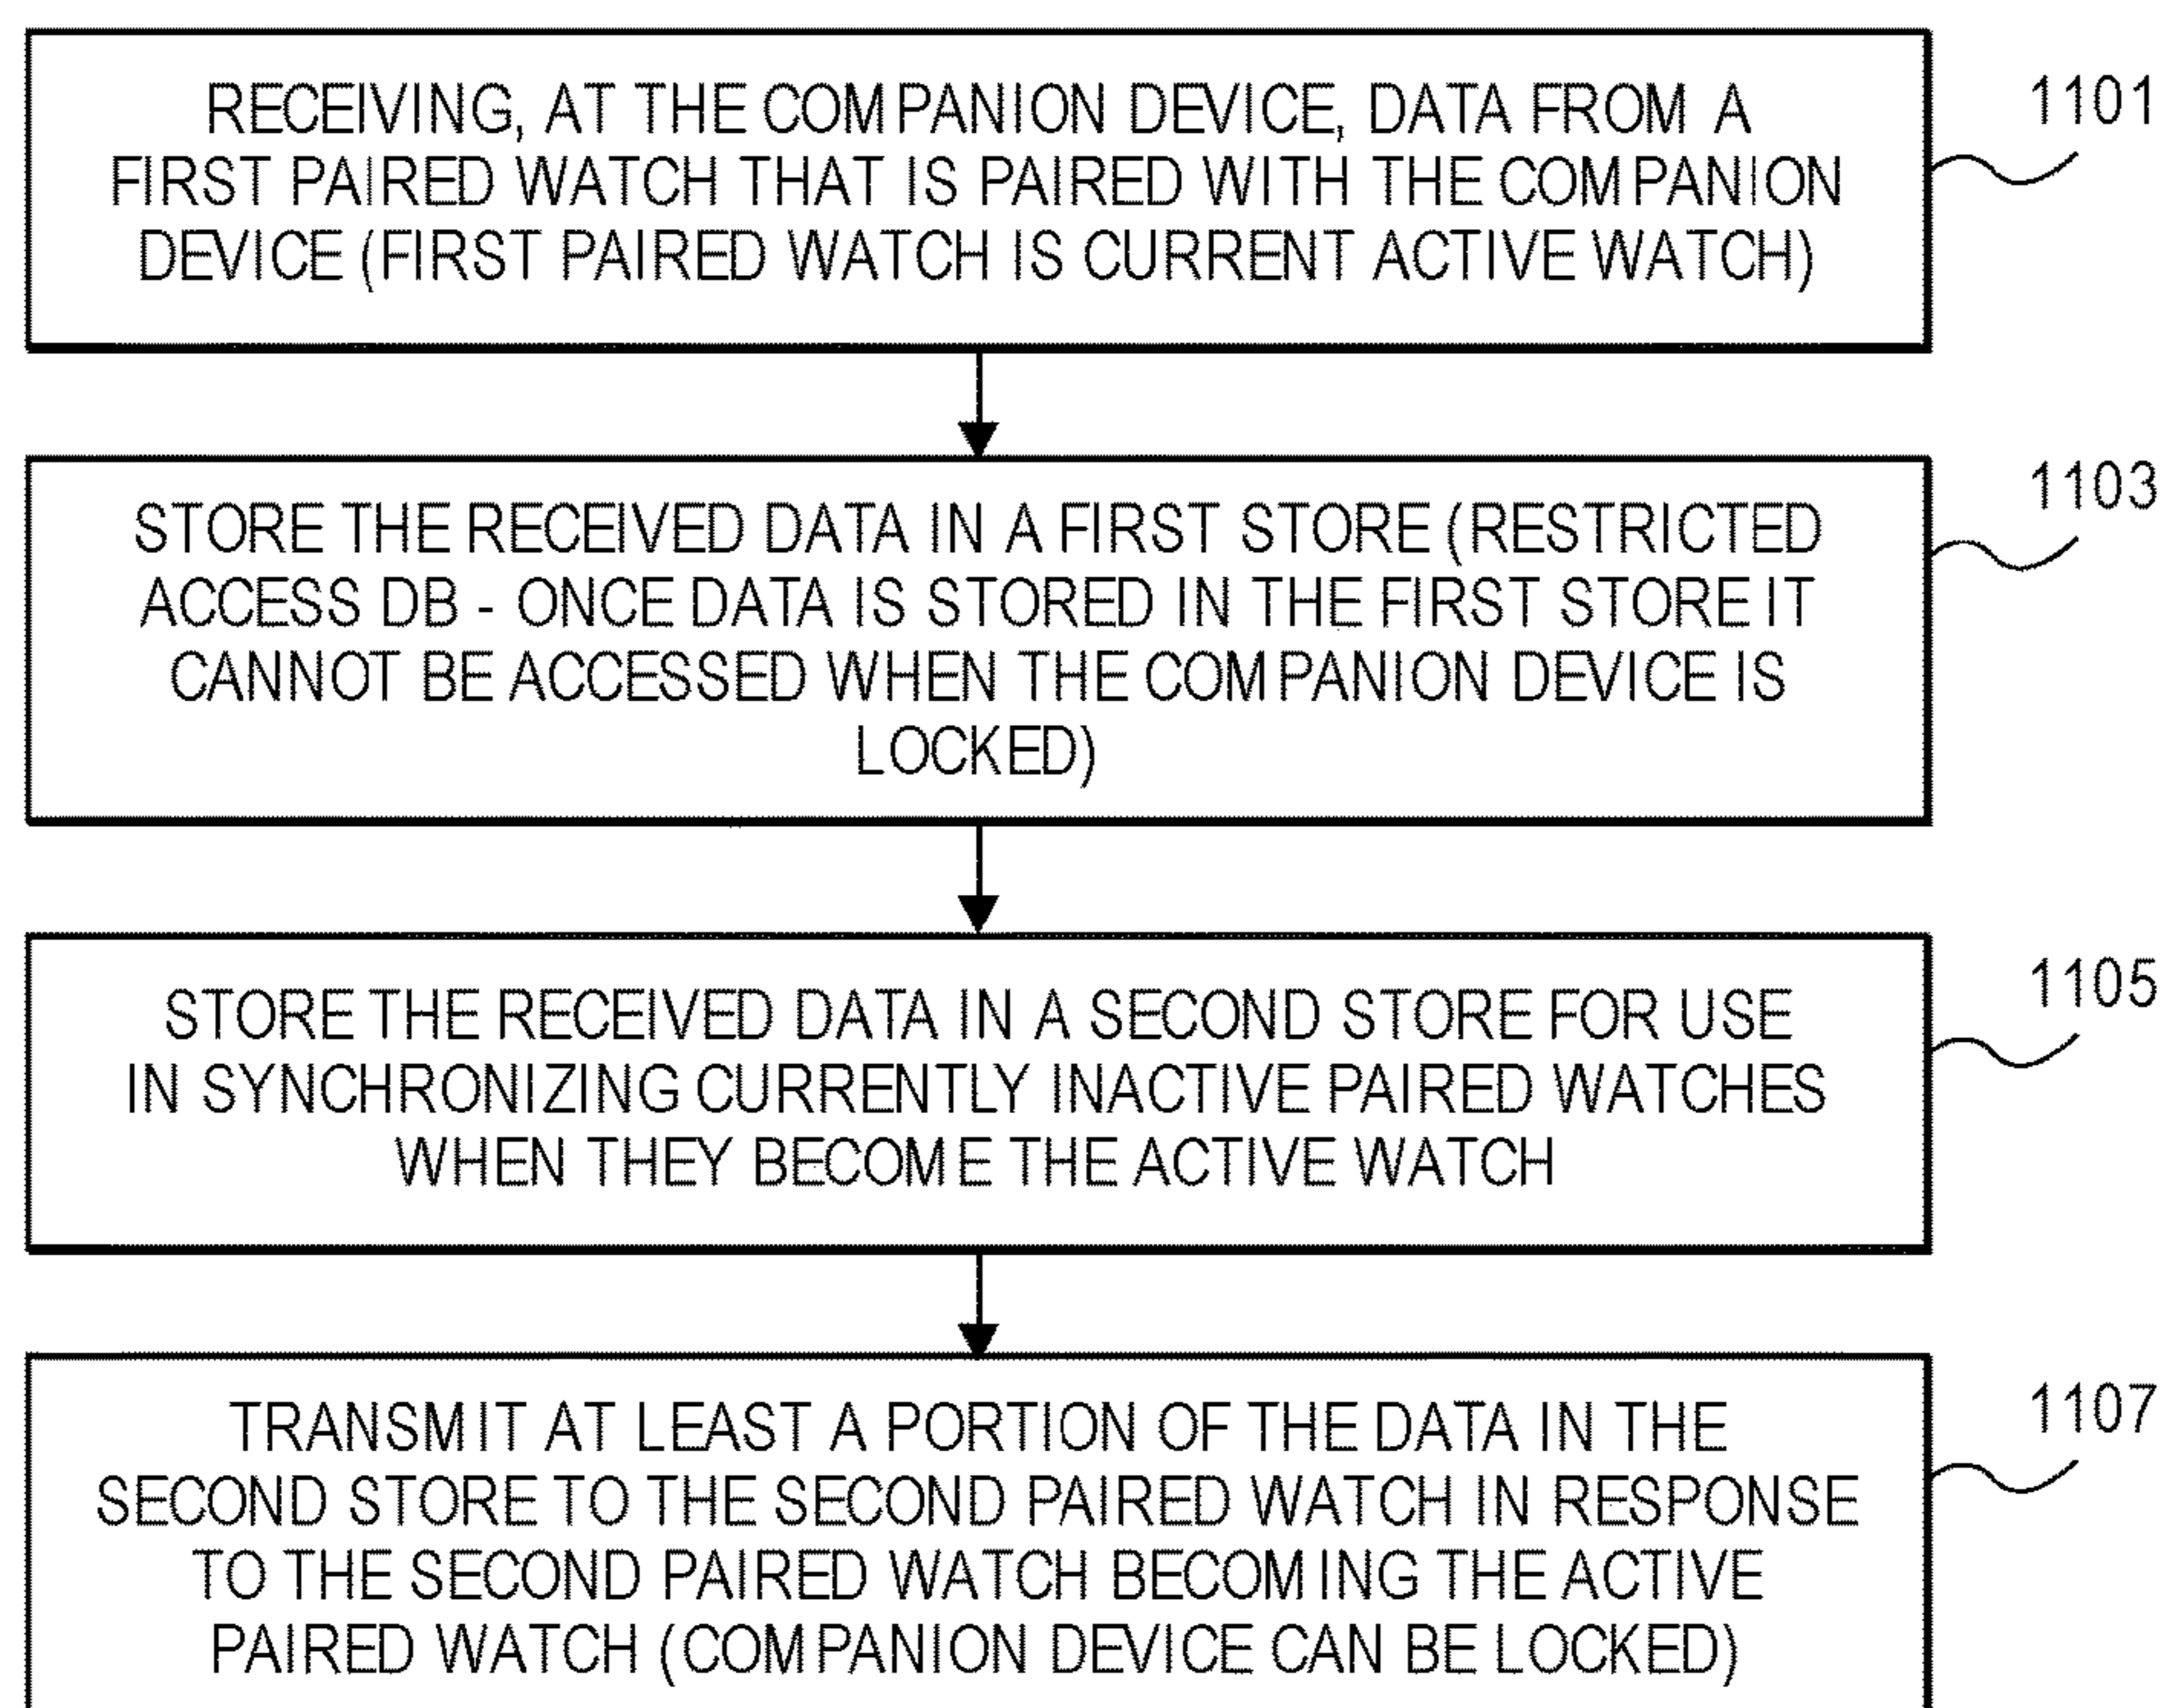 RECEIVING, AT THE COMPANION DEVICE, DATA FROM A
FIRST PAIRED WATCH THAT IS PAIRED WITH THE COMPANION
DEVICE (FIRST PAIRED WATCH IS CURRENT ACTIVE WATCH)
1101
STORE THE RECEIVED DATA IN A FIRST STORE (RESTRICTED
ACCESS DB - ONCE DATA IS STORED IN THE FIRST STORE IT
CANNOT BE ACCESSED WHEN THE COMPANION DEVICE IS
LOCKED)
1103
STORE THE RECEIVED DATA IN A SECOND STORE FOR USE
IN SYNCHRONIZING CURRENTLY INACTIVE PAIRED WATCHES
WHEN THEY BECOME THE ACTIVE WATCH
1105
TRANSMIT AT LEAST A PORTION OF THE DATA IN THE
SECOND STORE TO THE SECOND PAIRED WATCH IN RESPONSE
TO THE SECOND PAIRED WATCH BECOMING THE ACTIVE
PAIRED WATCH (COMPANION DEVICE CAN BE LOCKED)
1107